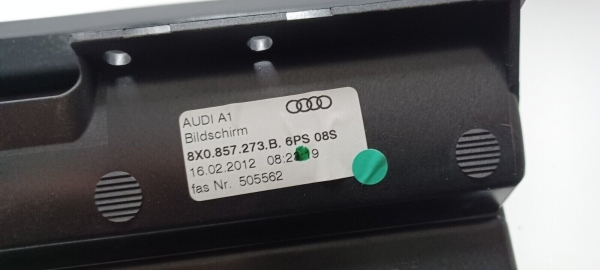 AUDI A1
Bildschirm
8X0.857.273.B. 6PS 08S
16.02.2012
fas Nr. 505562